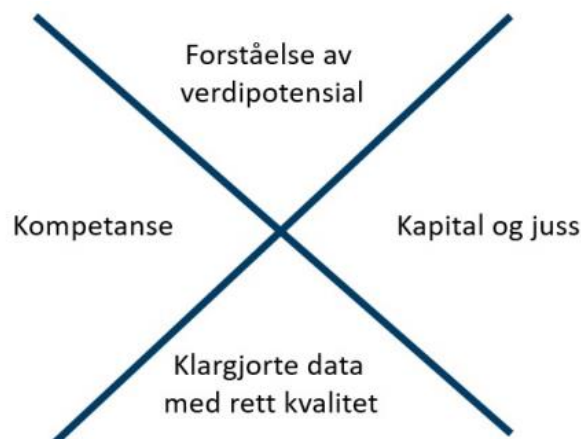 Forståelse av
verdipotensial
Kompetanse
Kapital og juss
Klargjorte data
med rett kvalitet